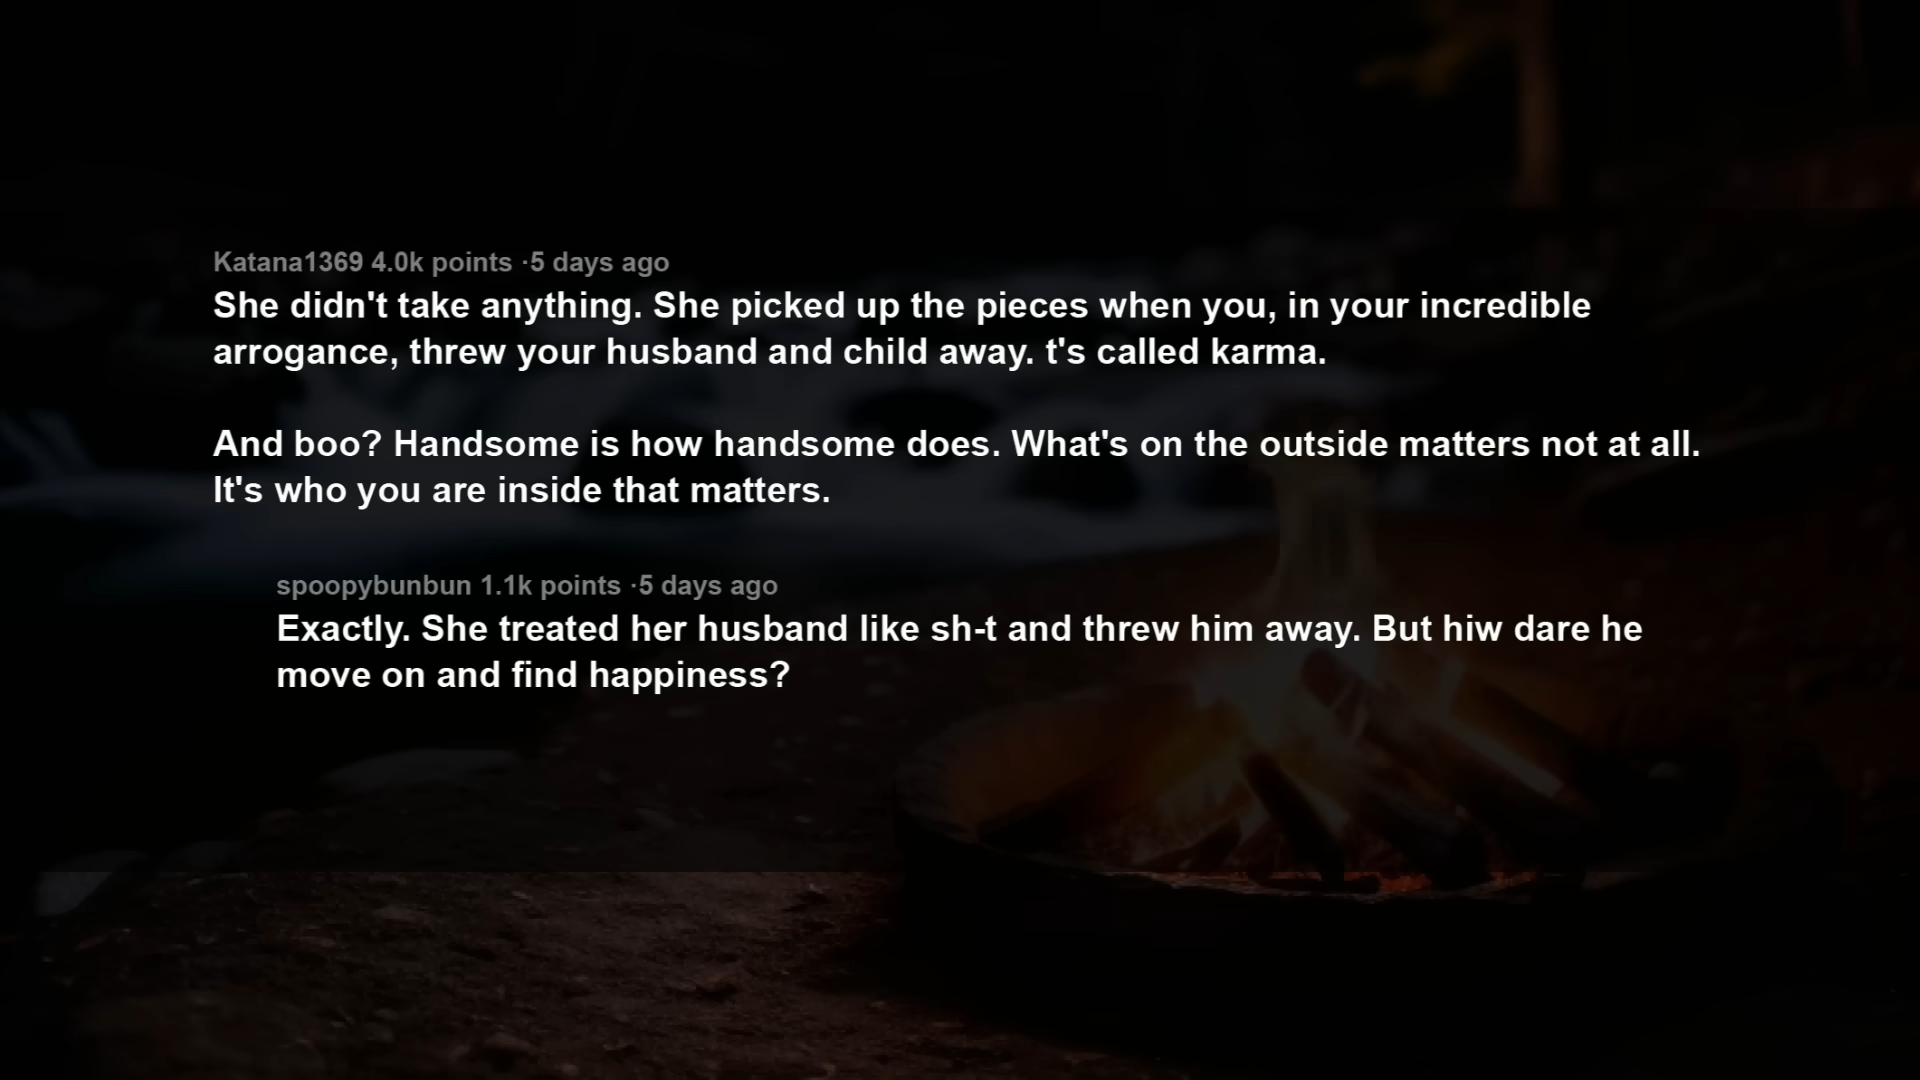 Katana1369 4.0k points ·5 days ago
She didn't take anything. She picked up the pieces when you, in your incredible
arrogance, threw your husband and child away. t's called karma.
And boo? Handsome is how handsome does. What's on the outside matters not at all.
It's who you are inside that matters.
spoopybunbun 1.1k points ·5 days ago
Exactly. She treated her husband like sh-t and threw him away. But hiw dare he
move on and find happiness?